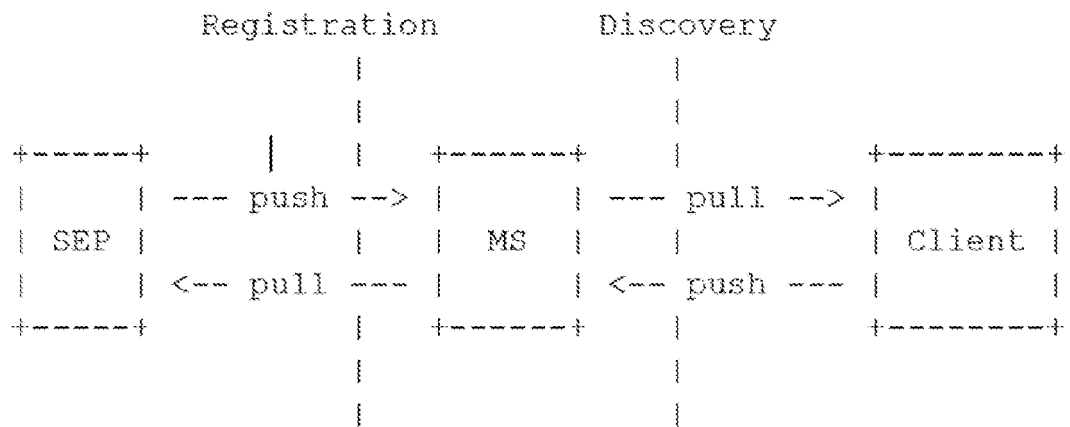 Registration Discovery
--- push --> --- pull -->
SEP MS Client
<-- pull --- <-- push ---